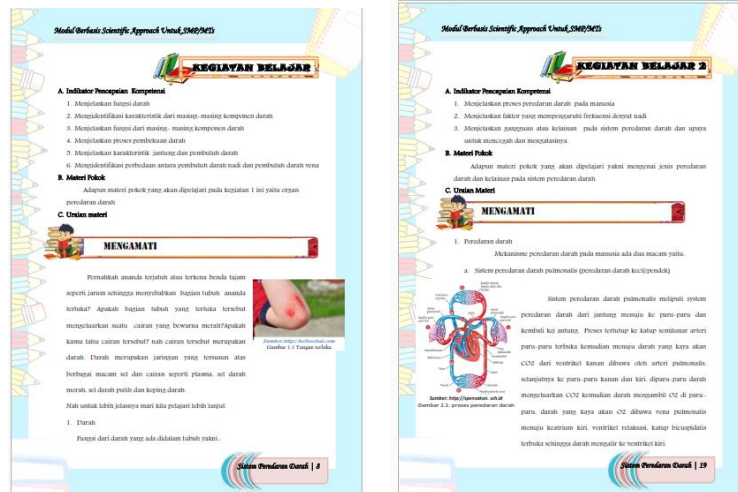 Modul Berbasis Scientific Approach Untuk SMP/MTs
KEGIATAN BELAJAR
A. Indikator Pencapaian Kompetensi
1. Menjelaskan fungsi darah
2. Mengidentifikasi karakteristik dari masing-masing komponen darah
3. Menjelaskan fungsi dari masing- masing komponen darah
4. Menjelaskan proses pembekuan darah
5. Menjelaskan karakteristik jantung dan pembuluh darah
6. Mengidentifikasi perbedaan antara pembuluh darah nadi dan pembuluh darah vena
B. Materi Pokok
Adapun materi pokok yang akan dipelajari pada kegiatan 1 ini yaitu organ
peredaran darah
C. Uraian materi
MENGAMATI
Pernahkah ananda terjatuh atau terkena benda tajam
seperti jarum sehingga menyebabkan bagian tubuh ananda
terluka? Apakah bagian tubuh yang terluka tersebut
mengeluarkan suatu cairan yang bewarna merah?Apakah
kamu tahu cairan tersebut? nah cairan tersebut merupakan
darah. Darah merupakan jaringan yang tersusun atas
berbagai macam sel dan cairan seperti plasma, sel darah
merah, sel darah putih dan keping darah.
Sumber:http://hellosehat.com
Gambar 1.1 Tangan terluka
Nah untuk lebih jelasnya mari kita pelajari lebih lanjut.
1. Darah
Fungsi dari darah yang ada didalam tubuh yakni.
Sistem Peredaran Darah | 8
Modul Berbasis Scientific Approach Untuk SMP/MTs
KEGIATAN BELAJAR 2
A. Indikator Pencapaian Kompetensi
1. Menjelaskan proses peredaran darah pada manusia
2. Menjelaskan faktor yang mempengaruhi frekuensi denyut nadi
3. Menjelaskan gangguan atau kelainan pada sistem peredaran darah dan upaya
untuk mencegah dan mengatasinya.
B. Materi Pokok
Adapun materi pokok yang akan dipelajari yakni mengenai jenis peredaran
darah dan kelainan pada sistem peredaran darah.
C. Uraian Materi
MENGAMATI
1. Peredaran darah
Mekanisme peredaran darah pada manusia ada dua macam yaitu.
a. Sistem peredaran darah pulmonalis (peredaran darah kecil/pendek)
Sistem peredaran darah pulmonalis meliputi system
peredaran darah dari jantung menuju ke paru-paru dan
kembali kej antung. Proses tertutup ke katup semilunar arteri
paru-paru terbuka kemudian menuju darah yang kaya akan
CO2 dari ventrikel kanan dibawa oleh arteri pulmonalis
selanjutnya ke paru-paru kanan dan kiri, diparu-paru darah
mengeluarkan CO2 kemudian darah mengambil O2 di paru-
paru, darah yang kaya akan O2 dibawa vena pulmonalis
menuju keatrium kiri, ventrikel relaksasi, katup bicuspidalis
terbuka sehingga darah mengalir ke ventrikel kiri.
Sumber: http://spensakon. sch.id
Gambar 2.1: proses peredaran darah
Sistem Peredaran Darah | 19